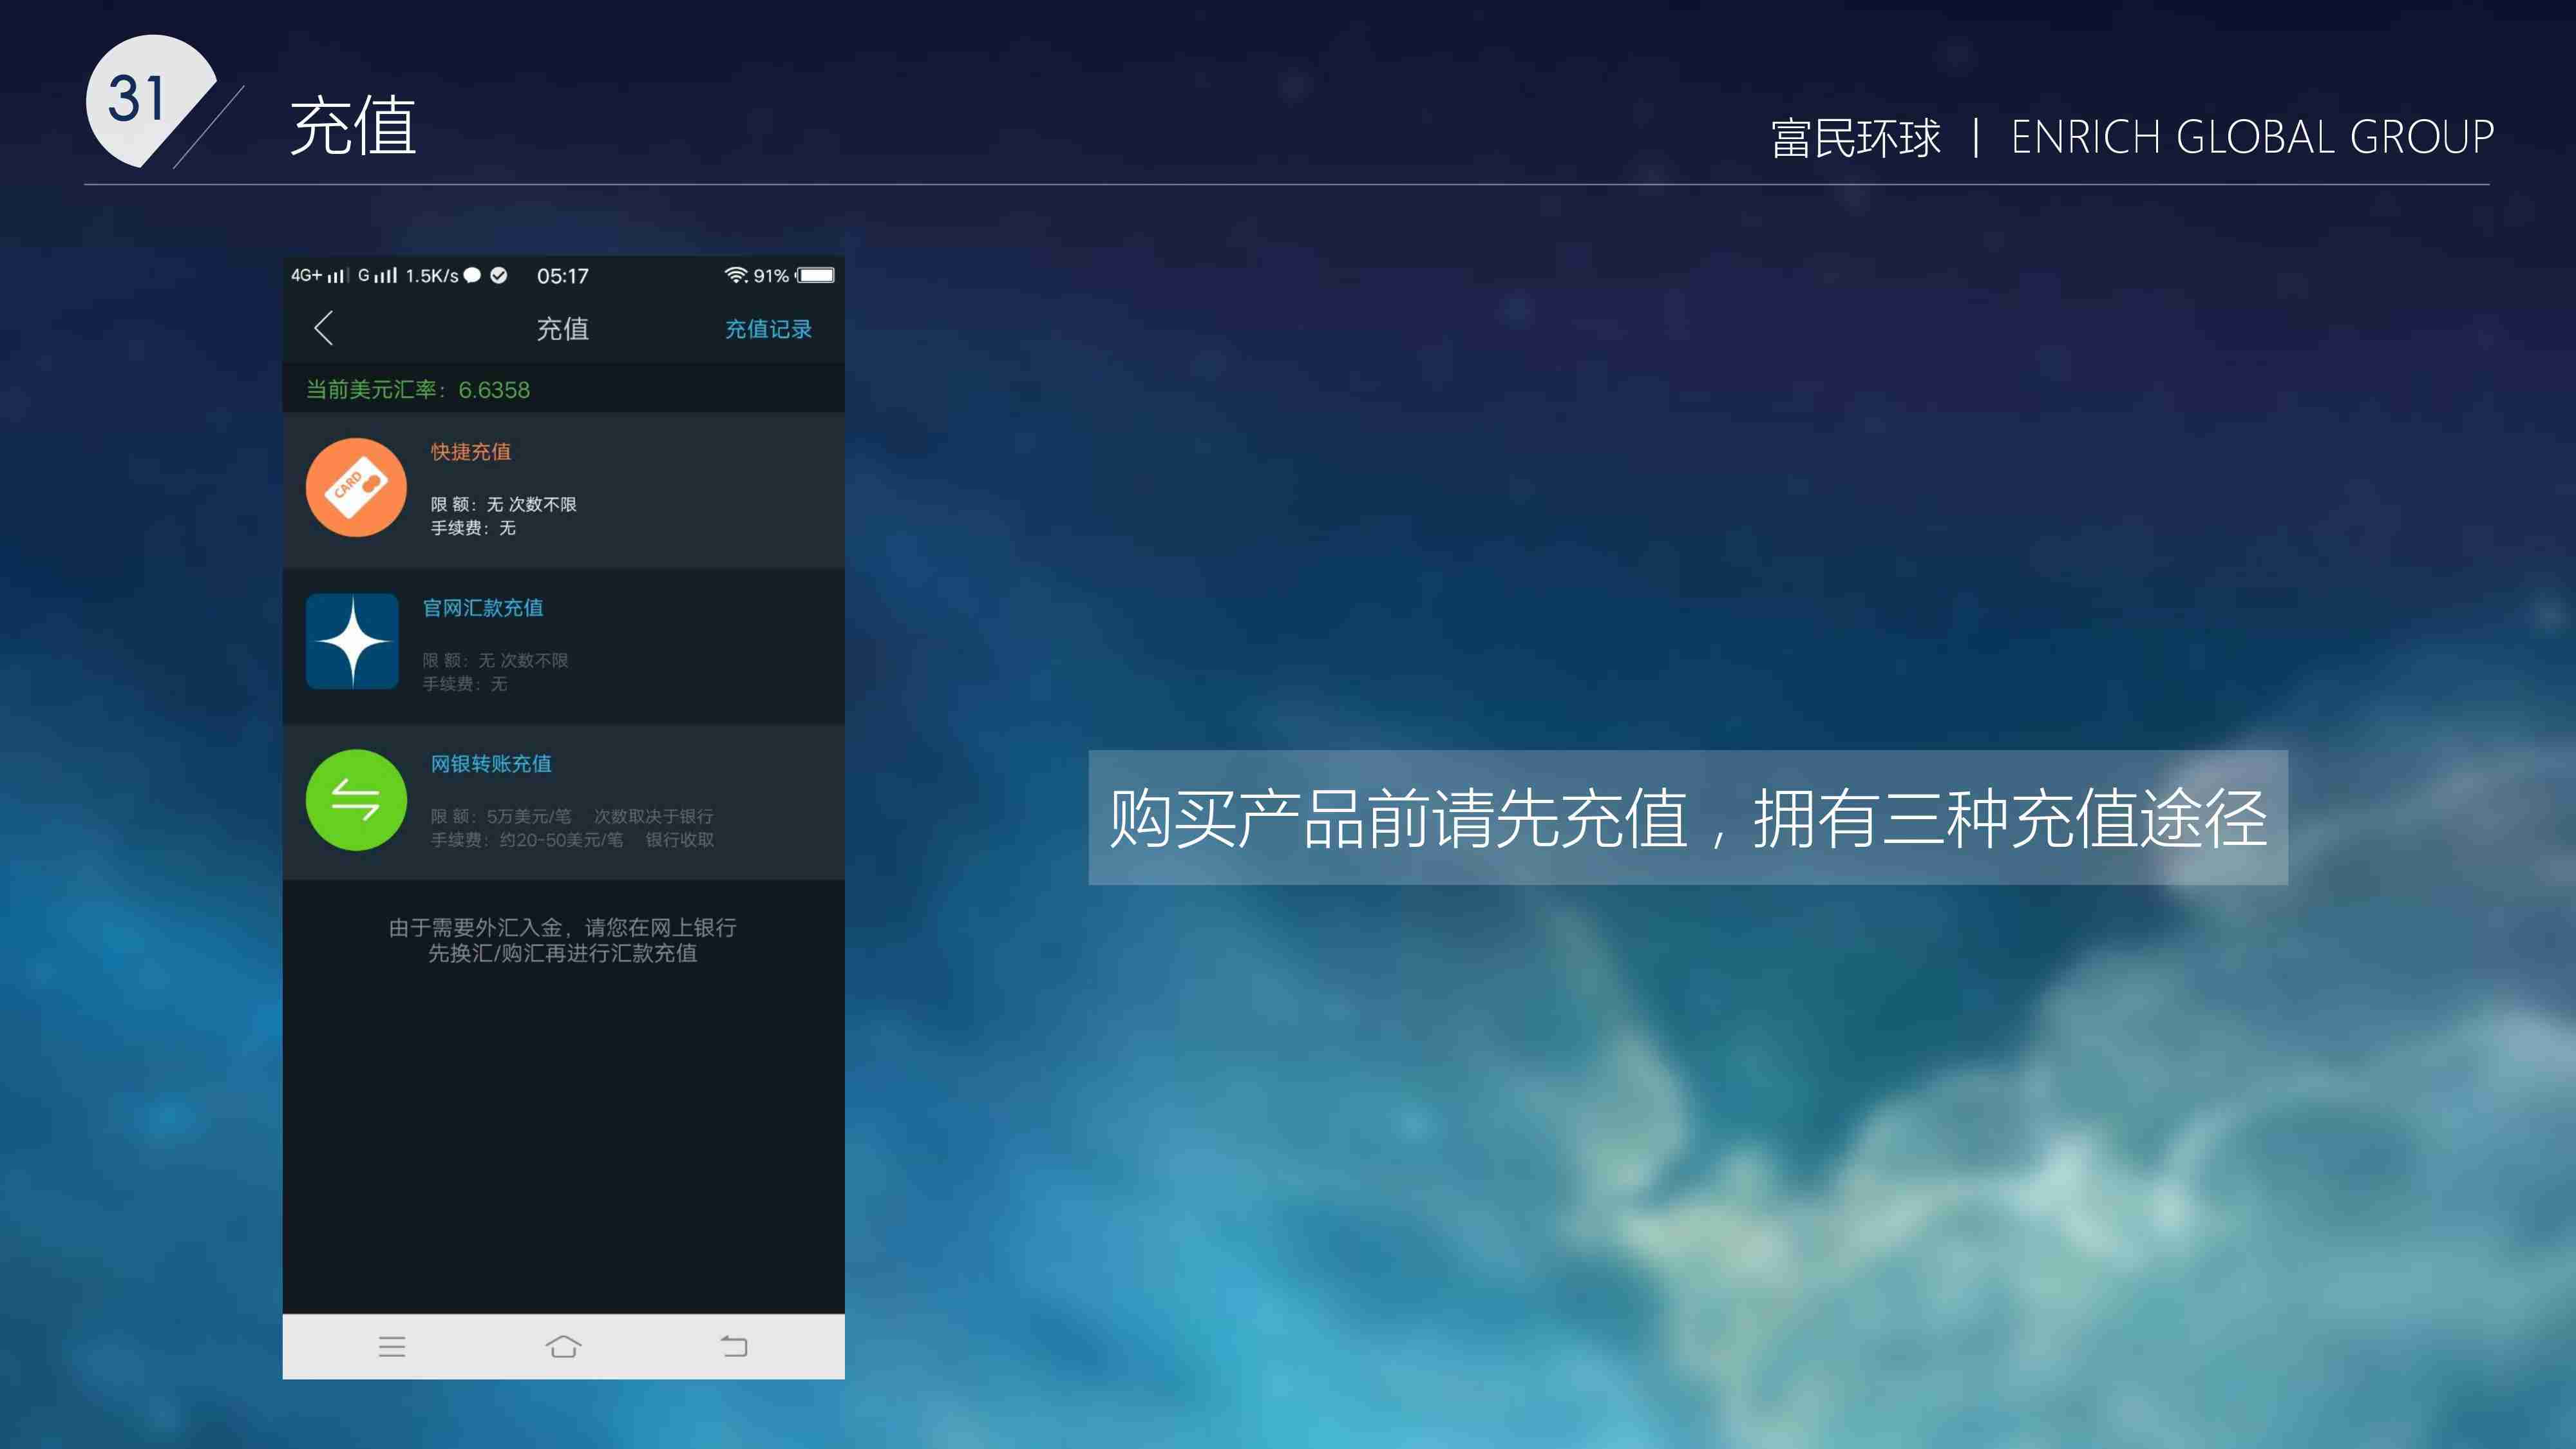 31
充值
富民环球 | ENRICH GLOBAL GROUP
4G+ G 1.5K/s 05:17 91%
充值 充值记录
当前美元汇率：6.6358
快捷充值
CARD
限 额：无 次数不限
手续费：无
官网汇款充值
限 额：无 次数不限
手续费：无
网银转账充值
限 额：5万美元/笔 次数取决于银行
手续费：约20-50美元/笔 银行收取
由于需要外汇入金，请您在网上银行
先换汇/购汇再进行汇款充值
购买产品前请先充值，拥有三种充值途径